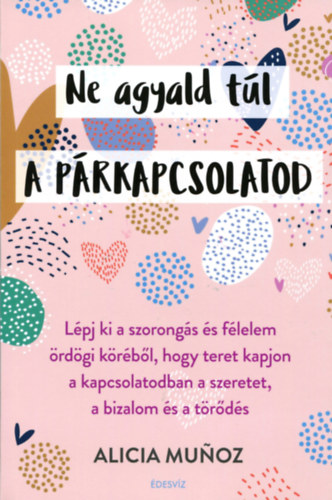 Ne agyald túl
A PÁRKAPCSOLATOD
Lépj ki a szorongás és félelem
ördögi köréből, hogy teret kapjon
a kapcsolatodban a szeretet,
a bizalom és a törődés
ALICIA MUÑOZ
ÉDESVÍZ